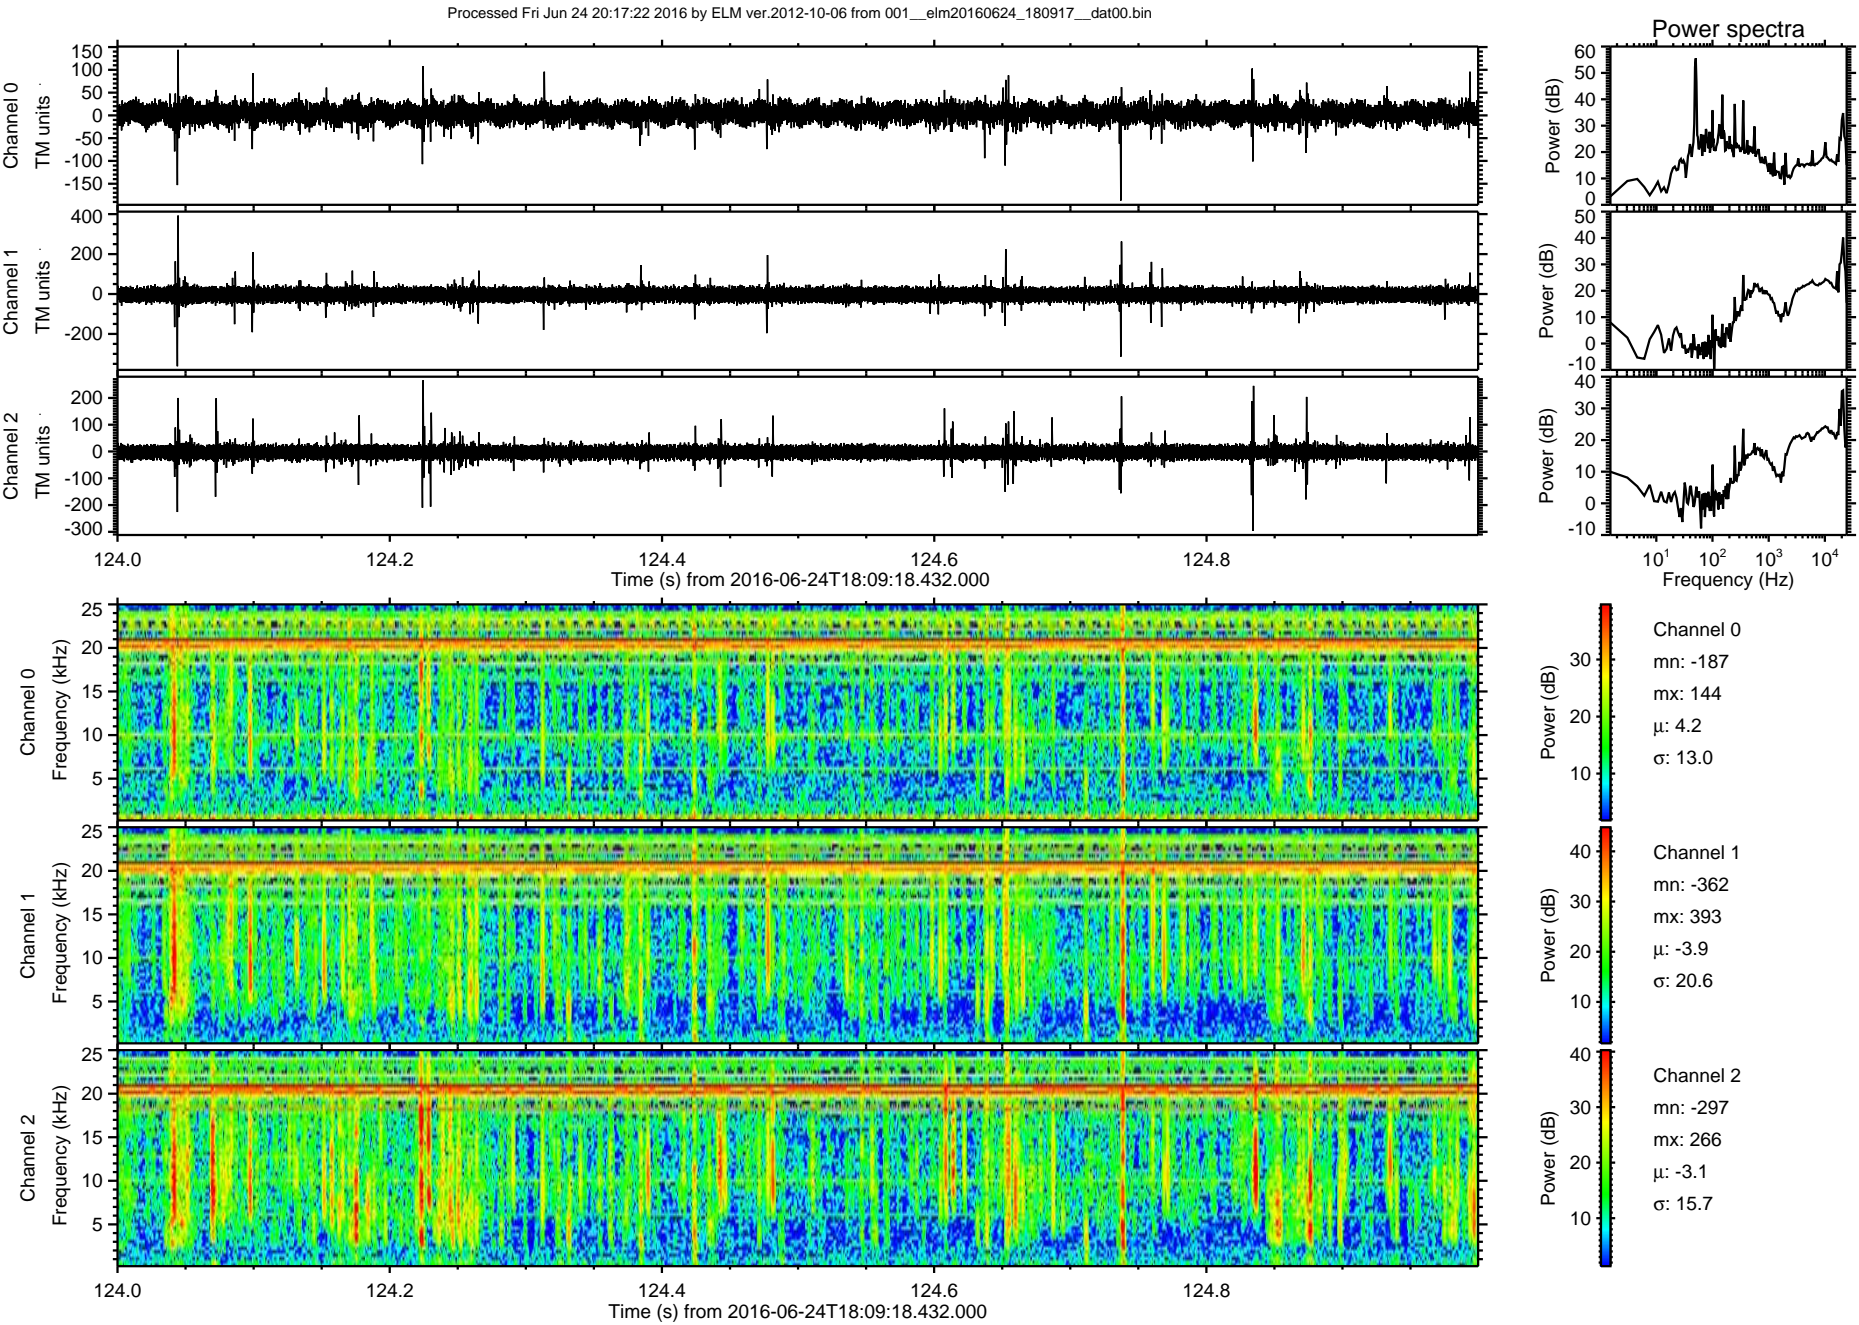 Processed Fri Jun 24 20:17:22 2016 by ELM ver.2012-10-06 from 001__elm20160624_180917__dat00.bin
Power spectra
Channel 0
TM units
150
100
50
0
-50
-100
-150
Power (dB)
60
50
40
30
20
10
0
Channel 1
TM units
400
200
0
-200
Power (dB)
50
40
30
20
10
0
-10
Channel 2
TM units
200
100
0
-100
-200
-300
Power (dB)
40
30
20
10
0
-10
124.0 124.2 124.4 124.6 124.8
Time (s) from 2016-06-24T18:09:18.432.000
10¹ 10² 10³ 10⁴
Frequency (Hz)
Channel 0
Frequency (kHz)
25
20
15
10
5
Power (dB)
30
20
10
Channel 0
mn: -187
mx: 144
μ: 4.2
σ: 13.0
Channel 1
Frequency (kHz)
25
20
15
10
5
Power (dB)
40
30
20
10
Channel 1
mn: -362
mx: 393
μ: -3.9
σ: 20.6
Channel 2
Frequency (kHz)
25
20
15
10
5
Power (dB)
40
30
20
10
Channel 2
mn: -297
mx: 266
μ: -3.1
σ: 15.7
124.0 124.2 124.4 124.6 124.8
Time (s) from 2016-06-24T18:09:18.432.000